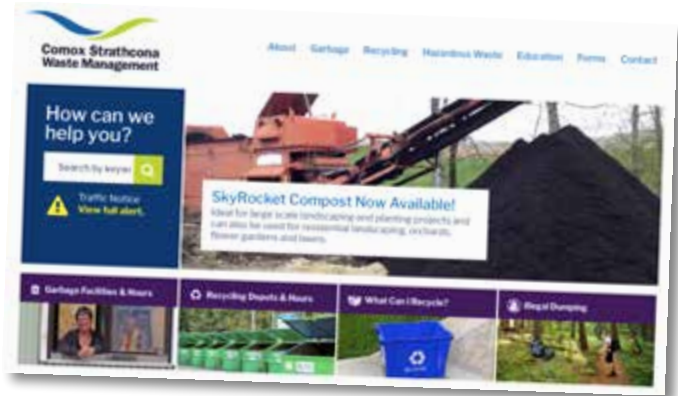 Comox Strathcona
Waste Management
About Garbage Recycling Hazardous Waste Education Forms Contact
How can we
help you?
Search by keywo
Traffic Notice
View full alert.
SkyRocket Compost Now Available!
Ideal for large scale landscaping and planting projects and
can also be used for residential landscaping, orchards,
flower gardens and lawns.
Garbage Facilities & Hours
Recycling Depots & Hours
What Can I Recycle?
Illegal Dumping